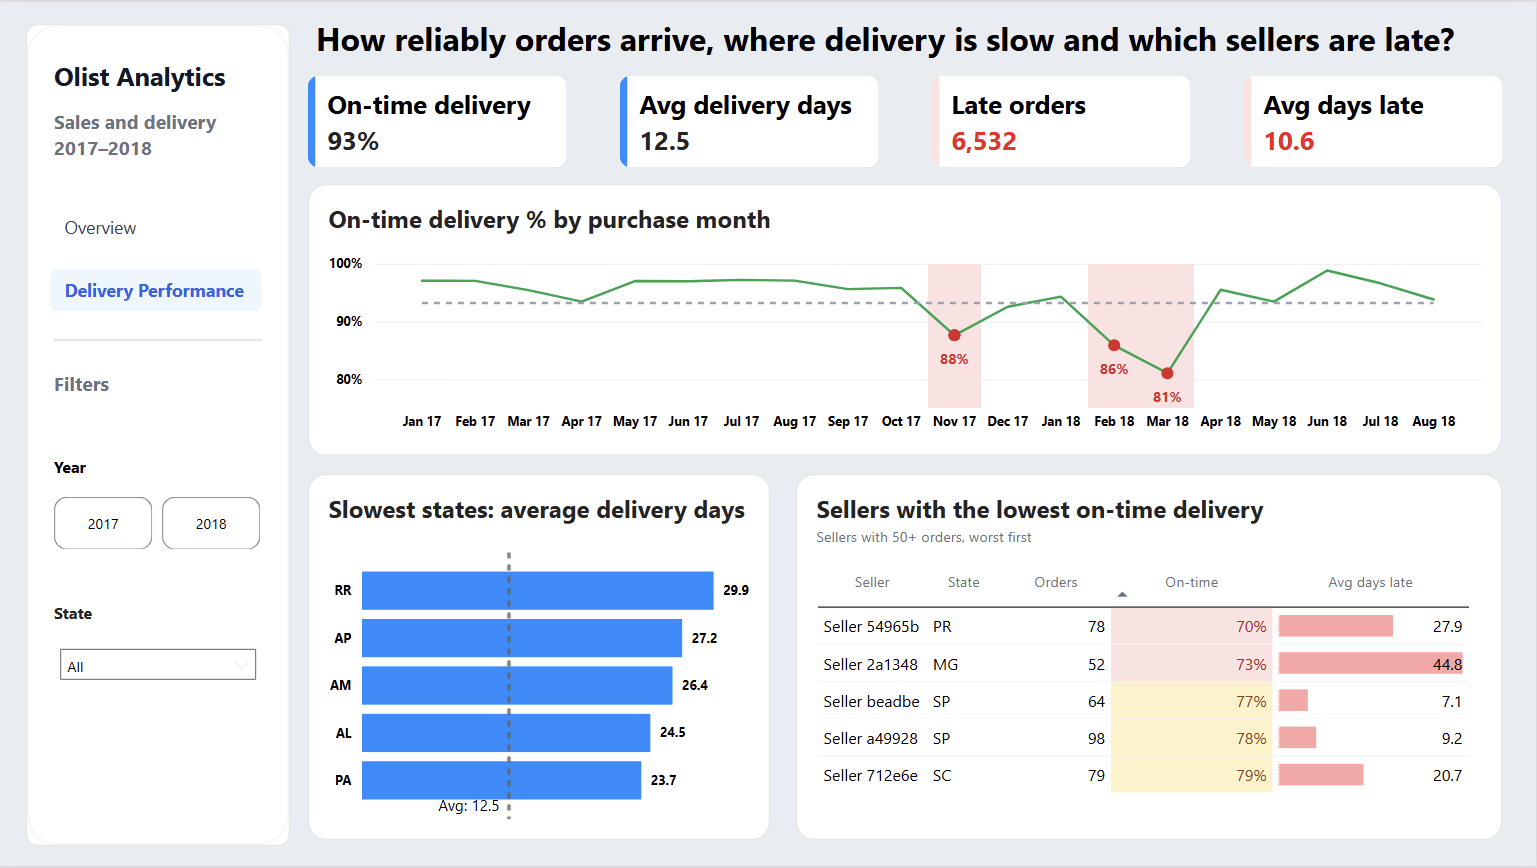 How reliably orders arrive, where delivery is slow and which sellers are late?
Olist Analytics
Sales and delivery
2017–2018
Overview
Delivery Performance
Filters
Year
2017 2018
State
All
On-time delivery
93%
Avg delivery days
12.5
Late orders
6,532
Avg days late
10.6
On-time delivery % by purchase month
100%
90%
80%
88%
86%
81%
Jan 17 Feb 17 Mar 17 Apr 17 May 17 Jun 17 Jul 17 Aug 17 Sep 17 Oct 17 Nov 17 Dec 17 Jan 18 Feb 18 Mar 18 Apr 18 May 18 Jun 18 Jul 18 Aug 18
Slowest states: average delivery days
RR 29.9
AP 27.2
AM 26.4
AL 24.5
PA 23.7
Avg: 12.5
Sellers with the lowest on-time delivery
Sellers with 50+ orders, worst first
Seller State Orders On-time Avg days late
Seller 54965b PR 78 70% 27.9
Seller 2a1348 MG 52 73% 44.8
Seller beadbe SP 64 77% 7.1
Seller a49928 SP 98 78% 9.2
Seller 712e6e SC 79 79% 20.7